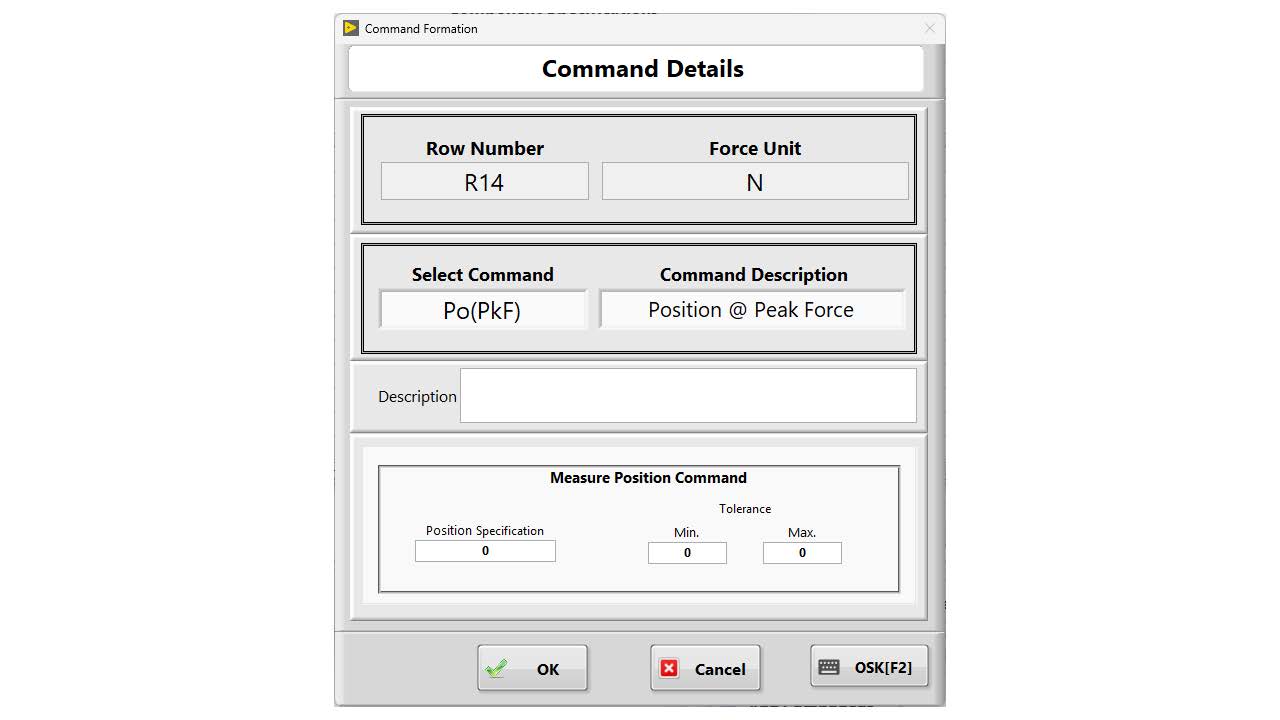 Command Formation
Command Details
Row Number Force Unit
R14 N
Select Command Command Description
Po(PkF) Position @ Peak Force
Description
Measure Position Command
Tolerance
Position Specification Min. Max.
0 0 0
OK Cancel OSK[F2]